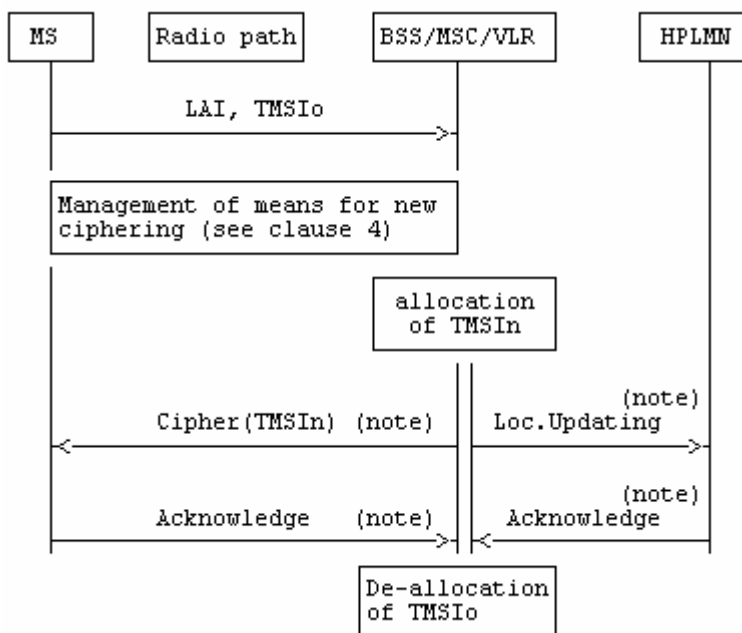 MS Radio path BSS/MSC/VLR HPLMN
LAI, TMSIo
Management of means for new
ciphering (see clause 4)
allocation
of TMSIn
(note)
Cipher(TMSIn) (note) Loc.Updating
(note)
Acknowledge (note) Acknowledge
De-allocation
of TMSIo